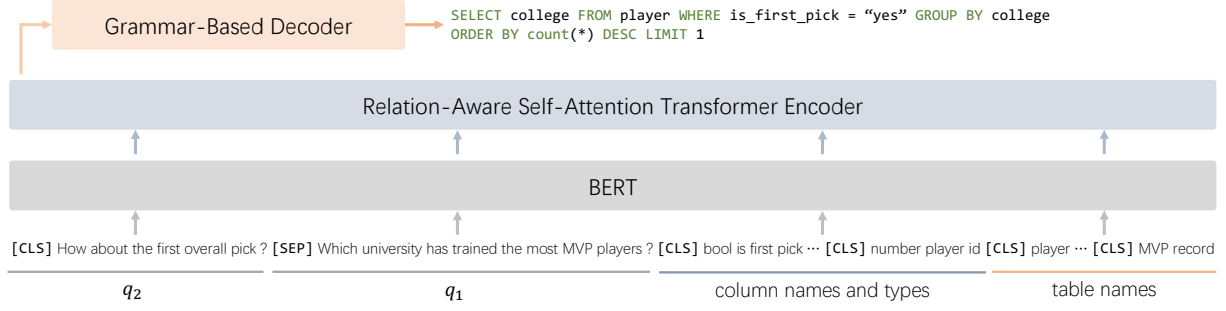 Grammar-Based Decoder
SELECT college FROM player WHERE is_first_pick = “yes” GROUP BY college
ORDER BY count(*) DESC LIMIT 1
Relation-Aware Self-Attention Transformer Encoder
BERT
[CLS] How about the first overall pick ? [SEP] Which university has trained the most MVP players ? [CLS] bool is first pick ··· [CLS] number player id [CLS] player ··· [CLS] MVP record
q2 q1 column names and types table names